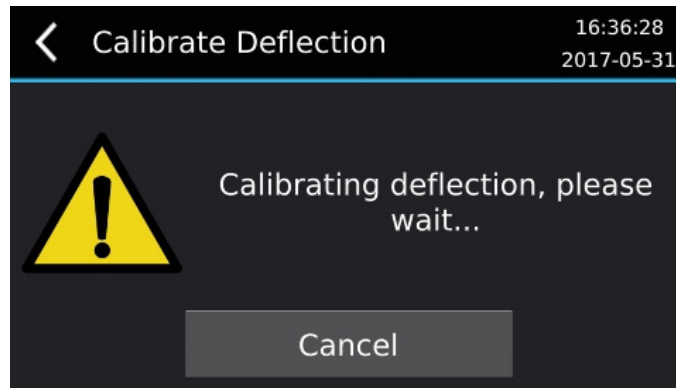 Calibrate Deflection
16:36:28
2017-05-31
Calibrating deflection, please
wait...
Cancel